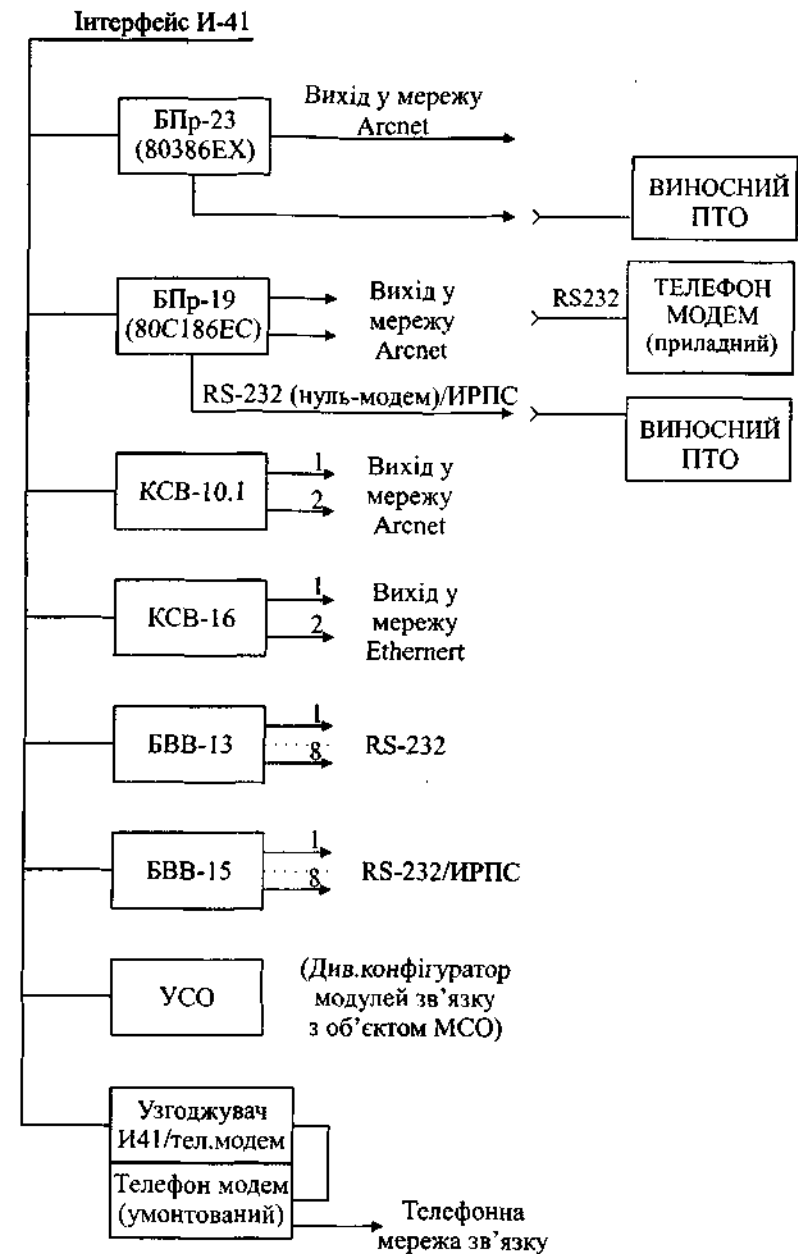 Інтерфейс И-41
БПр-23
(80386EX)
Вихід у мережу
Arcnet
ВИНОСНИЙ
ПТО
БПр-19
(80С186ЕС)
Вихід у
мережу
Arcnet
RS232
ТЕЛЕФОН
МОДЕМ
(приладний)
RS-232 (нуль-модем)/ИРПС
ВИНОСНИЙ
ПТО
КСВ-10.1
1
2
Вихід у
мережу
Arcnet
КСВ-16
1
2
Вихід у
мережу
Ethernert
БВВ-13
1
8
RS-232
БВВ-15
1
8
RS-232/ИРПС
УСО
(Див.конфігуратор
модулей зв’язку
з об’єктом МСО)
Узгоджувач
И41/тел.модем
Телефон модем
(умонтований)
Телефонна
мережа зв’язку